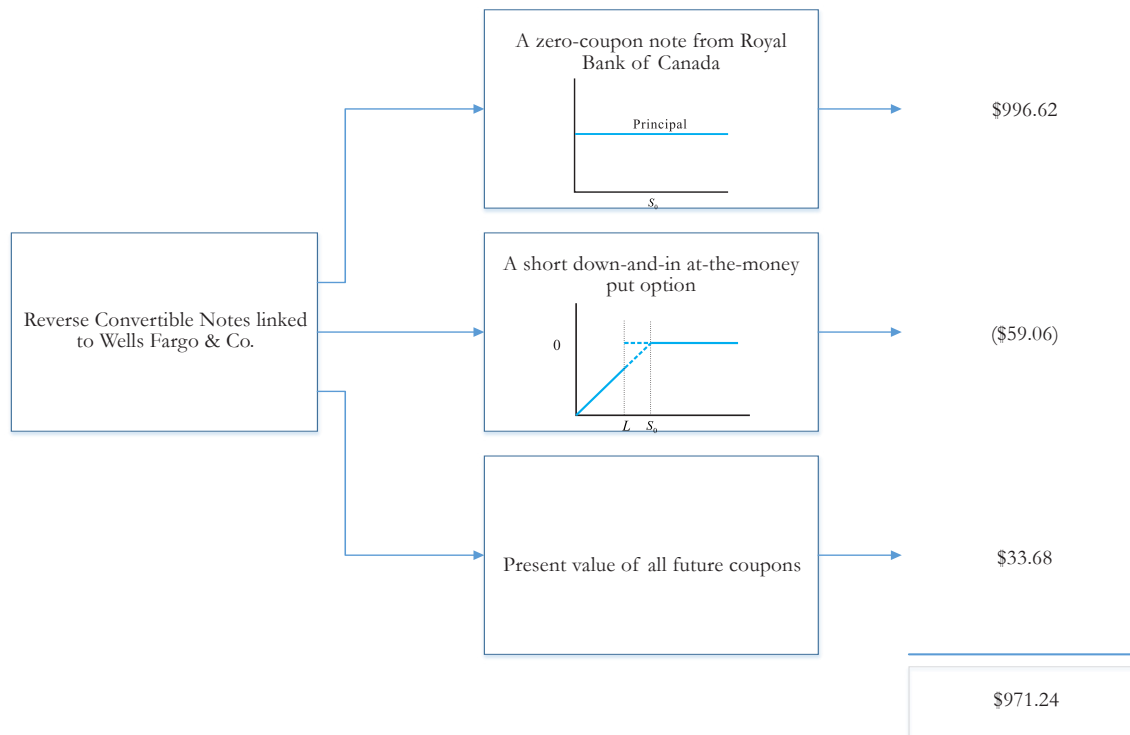 A zero-coupon note from Royal
Bank of Canada
Principal
S₀
$996.62
Reverse Convertible Notes linked
to Wells Fargo & Co.
A short down-and-in at-the-money
put option
0
L S₀
($59.06)
Present value of all future coupons
$33.68
$971.24